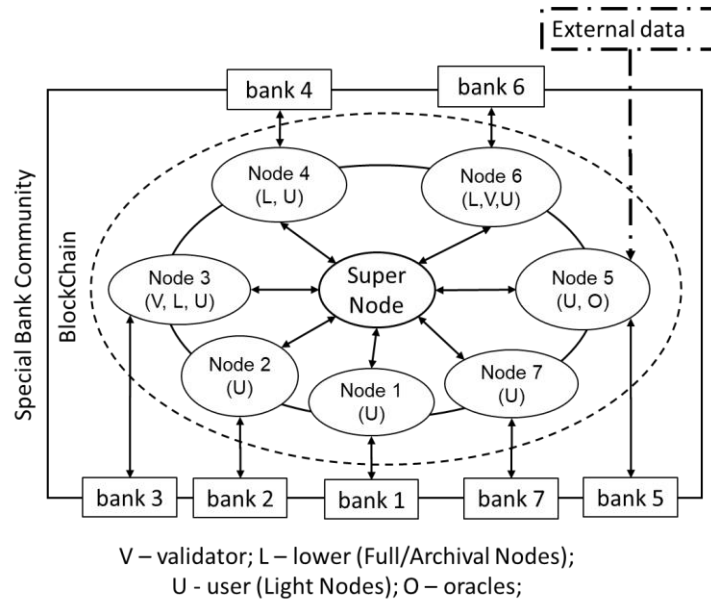 External data
bank 4
bank 6
Special Bank Community
BlockChain
Node 4
(L, U)
Node 6
(L,V,U)
Node 3
(V, L, U)
Super
Node
Node 5
(U, O)
Node 2
(U)
Node 1
(U)
Node 7
(U)
bank 3
bank 2
bank 1
bank 7
bank 5
V – validator; L – lower (Full/Archival Nodes);
U - user (Light Nodes); O – oracles;